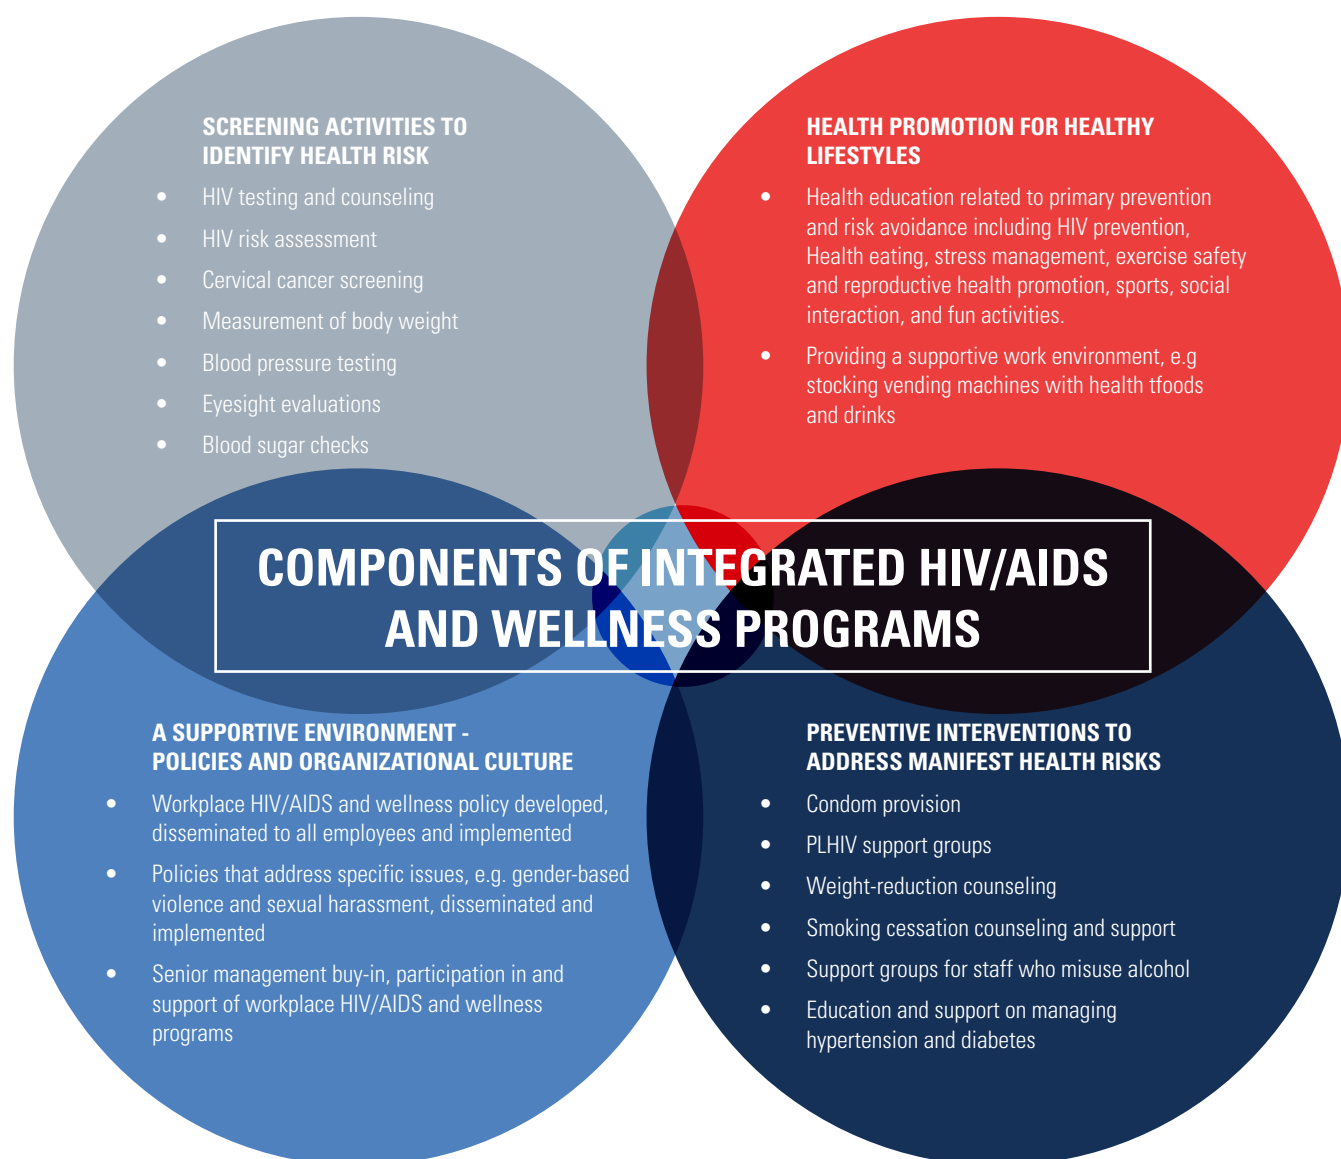 SCREENING ACTIVITIES TO
IDENTIFY HEALTH RISK
• HIV testing and counseling
• HIV risk assessment
• Cervical cancer screening
• Measurement of body weight
• Blood pressure testing
• Eyesight evaluations
• Blood sugar checks
HEALTH PROMOTION FOR HEALTHY
LIFESTYLES
• Health education related to primary prevention
and risk avoidance including HIV prevention,
Health eating, stress management, exercise safety
and reproductive health promotion, sports, social
interaction, and fun activities.
• Providing a supportive work environment, e.g
stocking vending machines with health tfoods
and drinks
COMPONENTS OF INTEGRATED HIV/AIDS
AND WELLNESS PROGRAMS
A SUPPORTIVE ENVIRONMENT -
POLICIES AND ORGANIZATIONAL CULTURE
• Workplace HIV/AIDS and wellness policy developed,
disseminated to all employees and implemented
• Policies that address specific issues, e.g. gender-based
violence and sexual harassment, disseminated and
implemented
• Senior management buy-in, participation in and
support of workplace HIV/AIDS and wellness
programs
PREVENTIVE INTERVENTIONS TO
ADDRESS MANIFEST HEALTH RISKS
• Condom provision
• PLHIV support groups
• Weight-reduction counseling
• Smoking cessation counseling and support
• Support groups for staff who misuse alcohol
• Education and support on managing
hypertension and diabetes